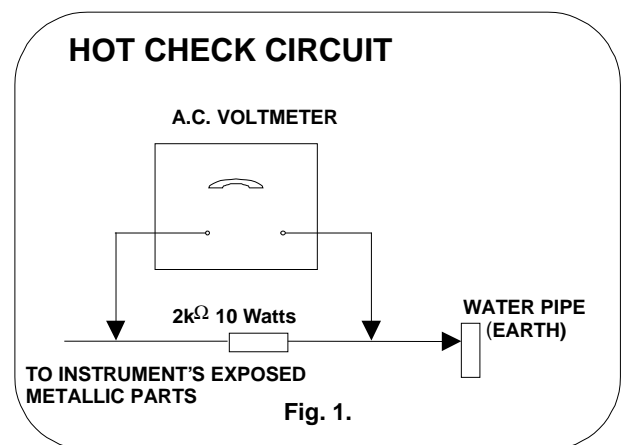 HOT CHECK CIRCUIT
A.C. VOLTMETER
2kΩ 10 Watts
WATER PIPE
(EARTH)
TO INSTRUMENT'S EXPOSED
METALLIC PARTS
Fig. 1.